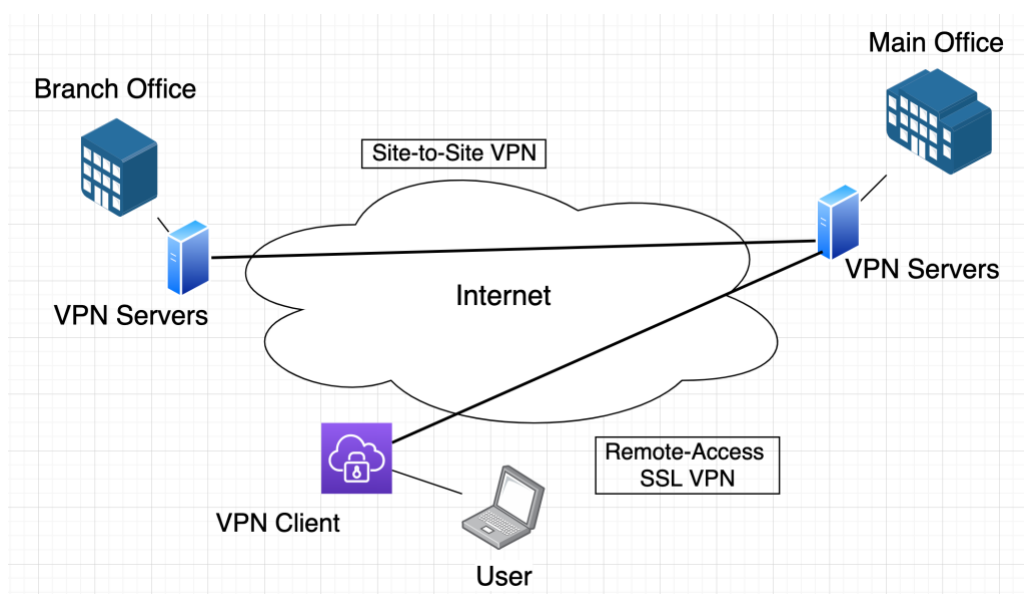 Main Office
Branch Office
Site-to-Site VPN
VPN Servers
Internet
VPN Servers
Remote-Access
SSL VPN
VPN Client
User